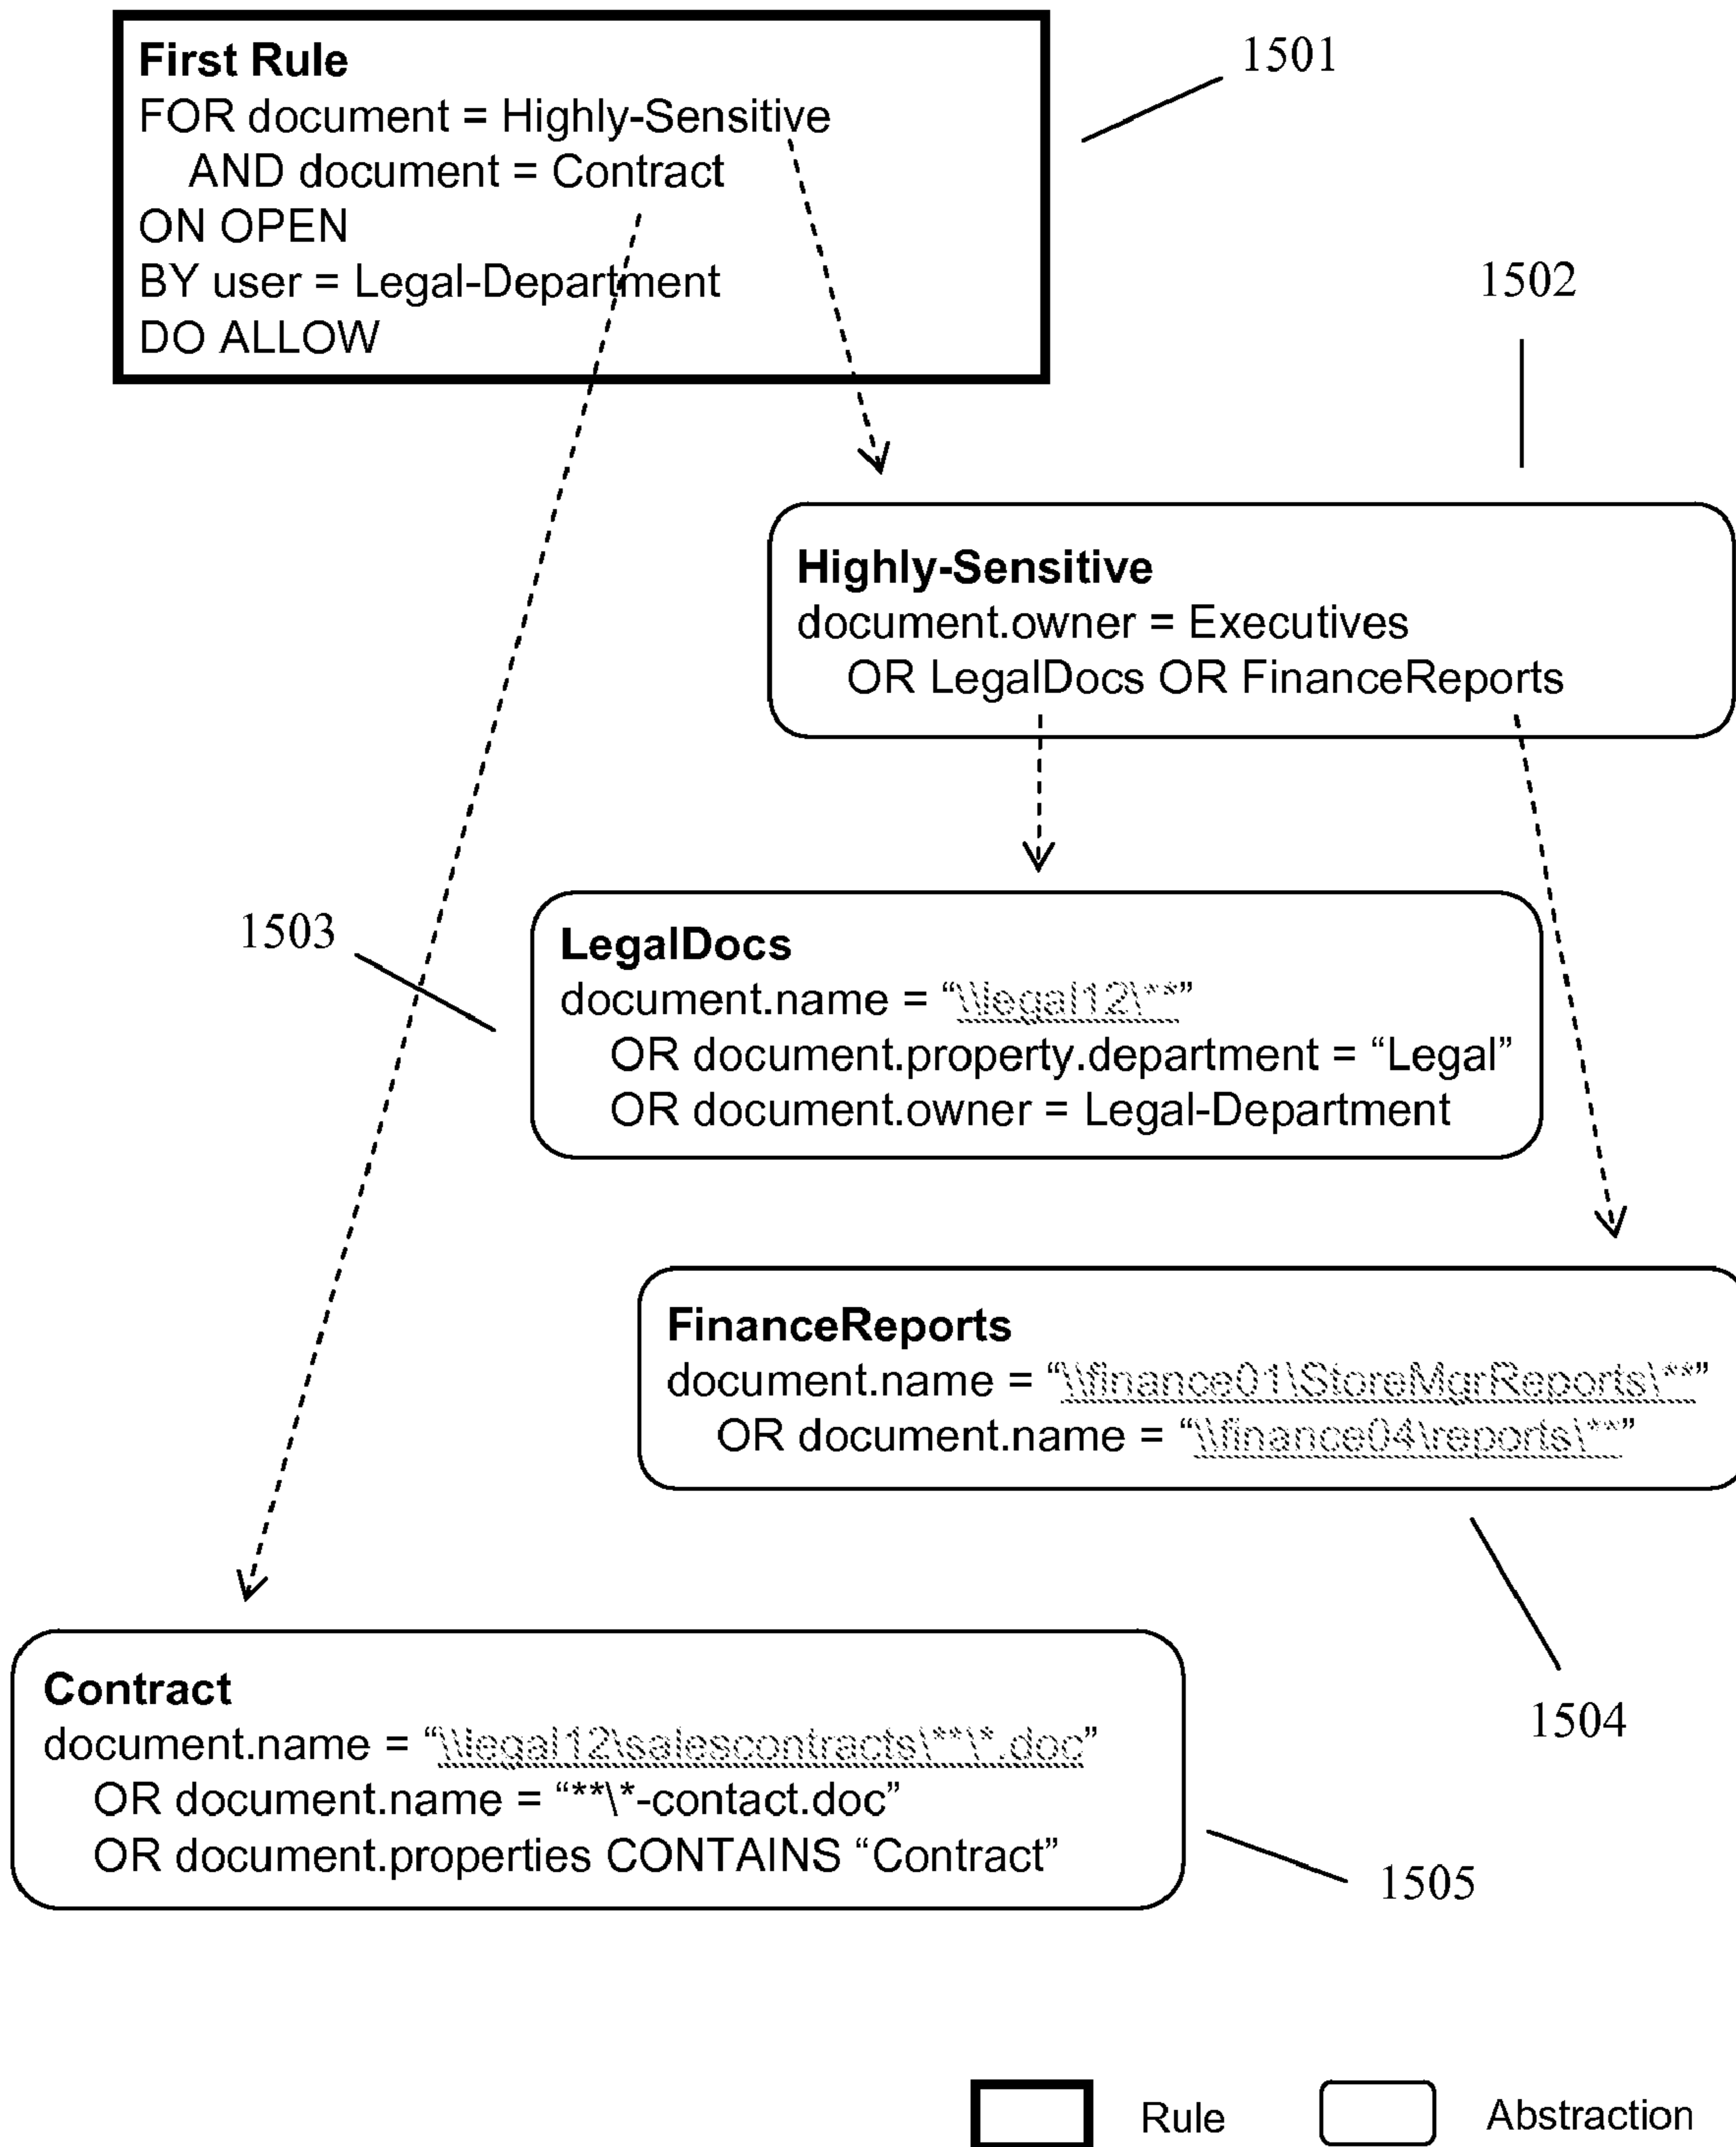 First Rule
FOR document = Highly-Sensitive
AND document = Contract
ON OPEN
BY user = Legal-Department
DO ALLOW
1501
1502
Highly-Sensitive
document.owner = Executives
OR LegalDocs OR FinanceReports
1503
LegalDocs
document.name = “\\legal12\**”
OR document.property.department = “Legal”
OR document.owner = Legal-Department
FinanceReports
document.name = “\\finance01\StoreMgrReports\**”
OR document.name = “\\finance04\reports\**”
1504
Contract
document.name = “\\legal12\salescontracts\**\*.doc”
OR document.name = “**\*-contact.doc”
OR document.properties CONTAINS “Contract”
1505
Rule
Abstraction